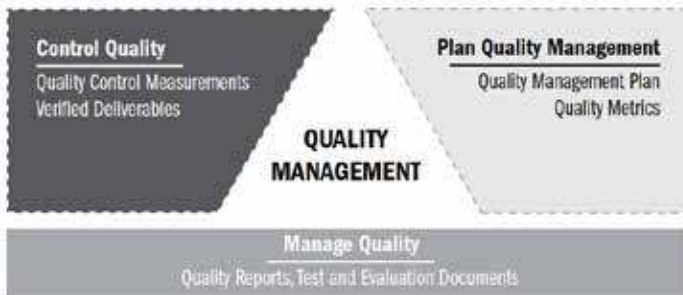 Control Quality
Quality Control Measurements
Verified Deliverables
Plan Quality Management
Quality Management Plan
Quality Metrics
QUALITY
MANAGEMENT
Manage Quality
Quality Reports, Test and Evaluation Documents